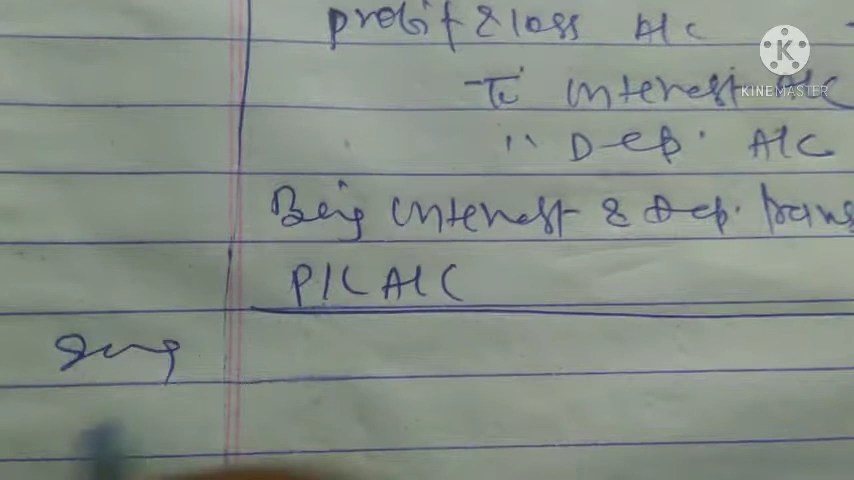 Profit & loss A/c
To Interest A/c
" Dep. A/c
Being Interest & Dep. trans
P/L A/C
K
KINEMASTER